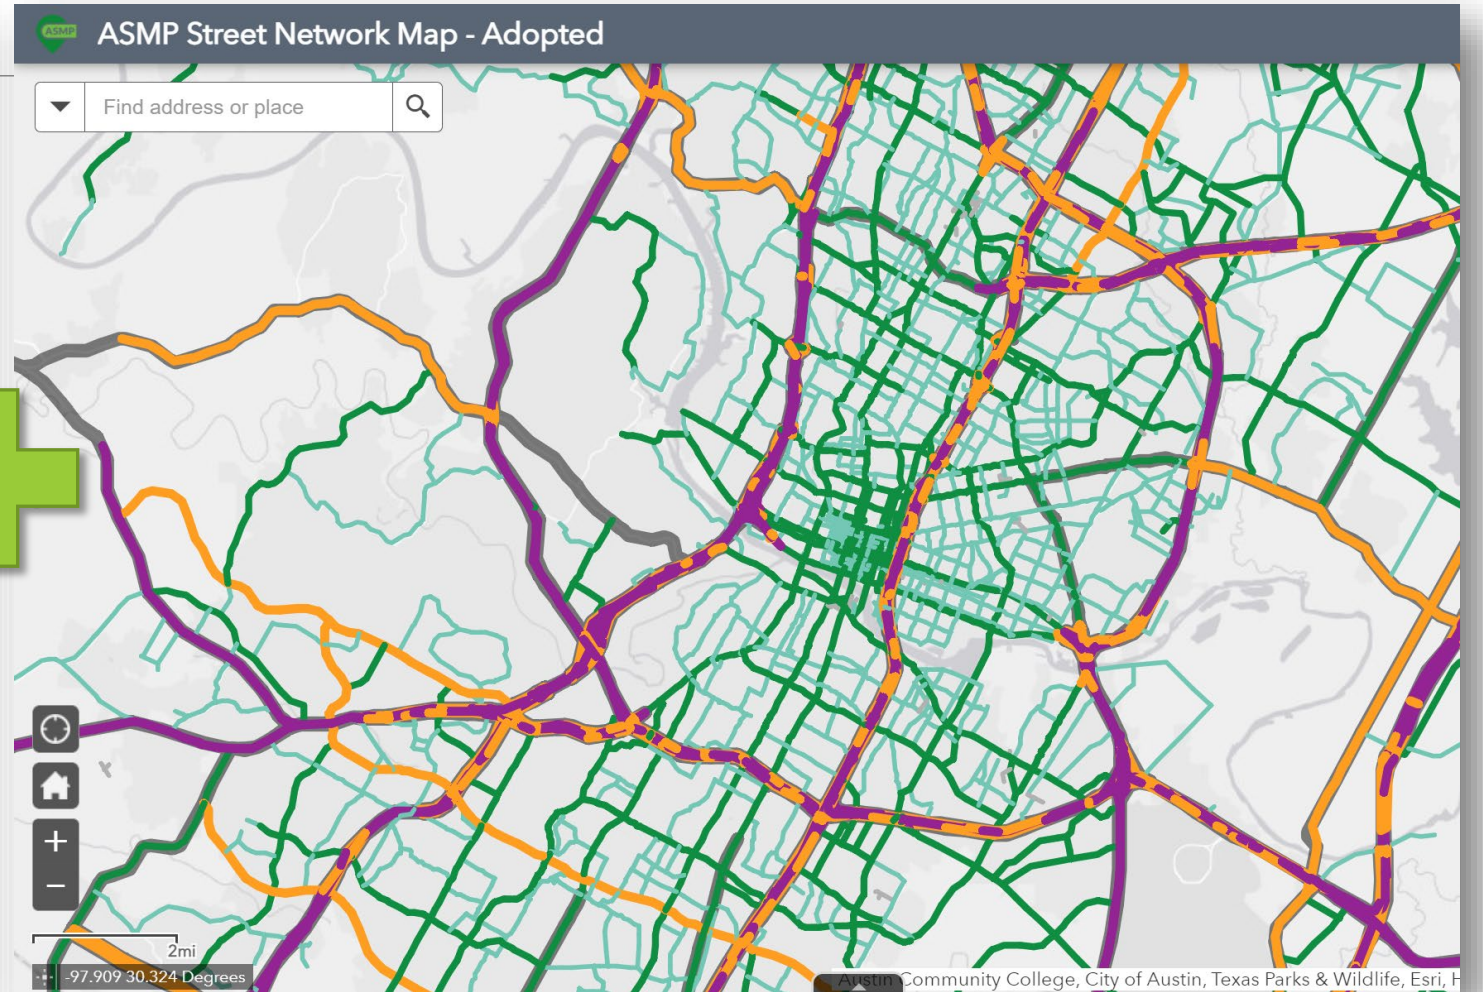 ASMP
ASMP Street Network Map - Adopted
Find address or place
+
−
2mi
-97.909 30.324 Degrees
Austin Community College, City of Austin, Texas Parks & Wildlife, Esri, H